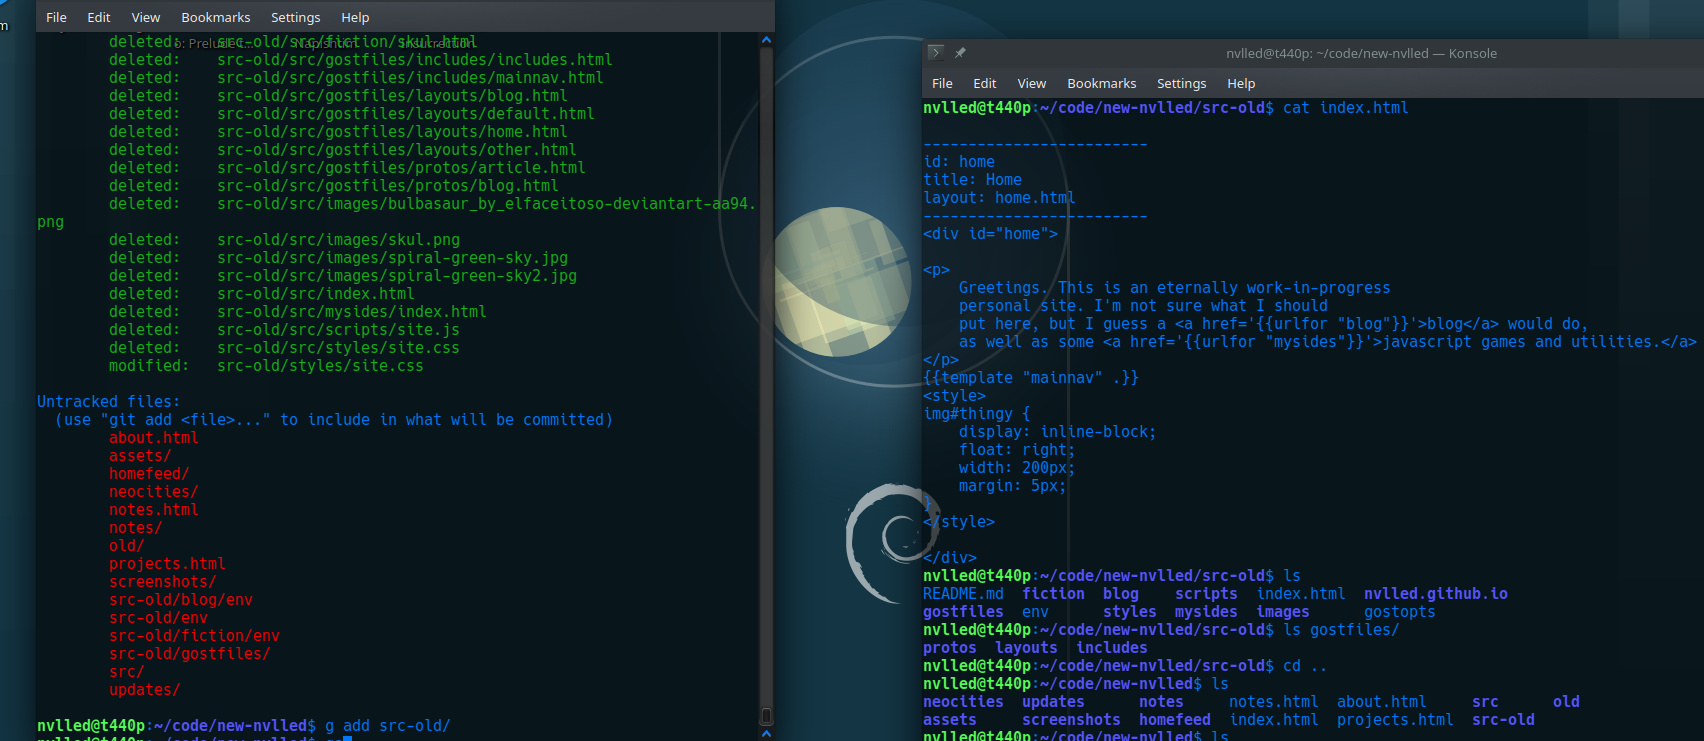 m
File Edit View Bookmarks Settings Help
deleted: src-old/src/fiction/skul.html
deleted: src-old/src/gostfiles/includes/includes.html
deleted: src-old/src/gostfiles/includes/mainnav.html
deleted: src-old/src/gostfiles/layouts/blog.html
deleted: src-old/src/gostfiles/layouts/default.html
deleted: src-old/src/gostfiles/layouts/home.html
deleted: src-old/src/gostfiles/layouts/other.html
deleted: src-old/src/gostfiles/protos/article.html
deleted: src-old/src/gostfiles/protos/blog.html
deleted: src-old/src/images/bulbasaur_by_elfaceitoso-deviantart-aa94.
png
deleted: src-old/src/images/skul.png
deleted: src-old/src/images/spiral-green-sky.jpg
deleted: src-old/src/images/spiral-green-sky2.jpg
deleted: src-old/src/index.html
deleted: src-old/src/mysides/index.html
deleted: src-old/src/scripts/site.js
deleted: src-old/src/styles/site.css
modified: src-old/styles/site.css
Untracked files:
(use "git add <file>..." to include in what will be committed)
about.html
assets/
homefeed/
neocities/
notes.html
notes/
old/
projects.html
screenshots/
src-old/blog/env
src-old/env
src-old/fiction/env
src-old/gostfiles/
src/
updates/
nvlled@t440p:~/code/new-nvlled$ g add src-old/
nvlled@t440p:~/code/new-nvlled$
nvlled@t440p: ~/code/new-nvlled — Konsole
File Edit View Bookmarks Settings Help
nvlled@t440p:~/code/new-nvlled/src-old$ cat index.html
-------------------------
id: home
title: Home
layout: home.html
-------------------------
<div id="home">
<p>
Greetings. This is an eternally work-in-progress
personal site. I'm not sure what I should
put here, but I guess a <a href='{{urlfor "blog"}}'>blog</a> would do,
as well as some <a href='{{urlfor "mysides"}}'>javascript games and utilities.</a>
</p>
{{template "mainnav" .}}
<style>
img#thingy {
display: inline-block;
float: right;
width: 200px;
margin: 5px;
}
</style>
</div>
nvlled@t440p:~/code/new-nvlled/src-old$ ls
README.md fiction blog scripts index.html nvlled.github.io
gostfiles env styles mysides images gostopts
nvlled@t440p:~/code/new-nvlled/src-old$ ls gostfiles/
protos layouts includes
nvlled@t440p:~/code/new-nvlled/src-old$ cd ..
nvlled@t440p:~/code/new-nvlled$ ls
neocities updates notes notes.html about.html src old
assets screenshots homefeed index.html projects.html src-old
nvlled@t440p:~/code/new-nvlled$ ls